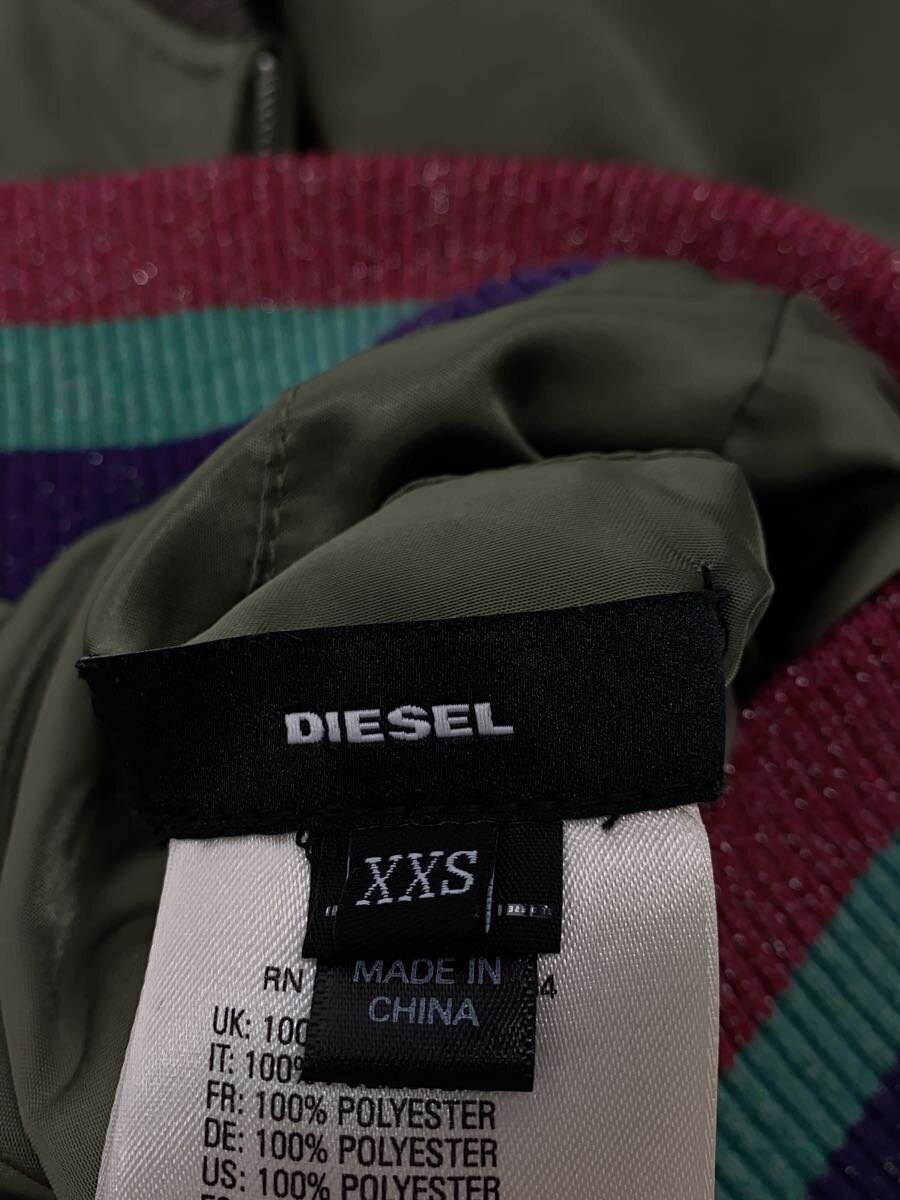 DIESEL
XXS
MADE IN
CHINA
RN 4
UK: 100
IT: 100%
FR: 100% POLYESTER
DE: 100% POLYESTER
US: 100% POLYESTER